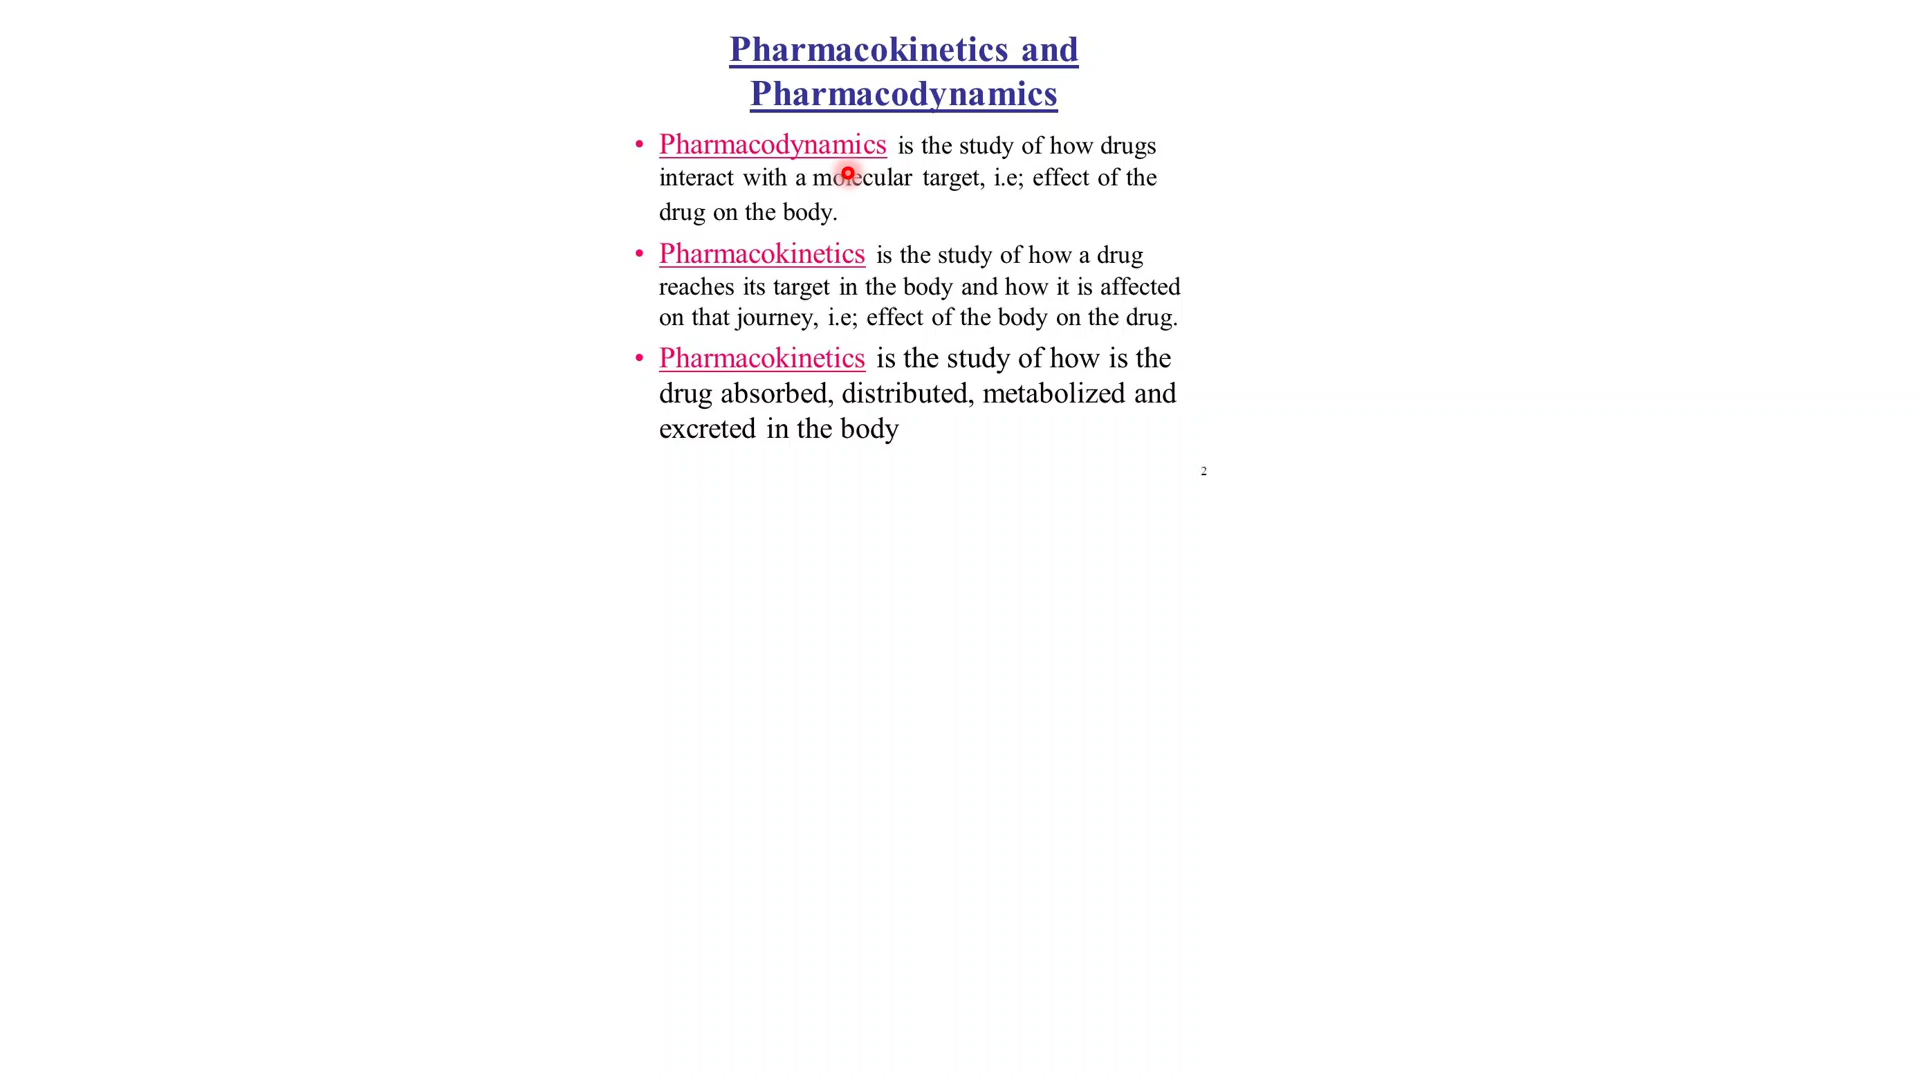 Pharmacokinetics and
Pharmacodynamics
• Pharmacodynamics is the study of how drugs
interact with a molecular target, i.e; effect of the
drug on the body.
• Pharmacokinetics is the study of how a drug
reaches its target in the body and how it is affected
on that journey, i.e; effect of the body on the drug.
• Pharmacokinetics is the study of how is the
drug absorbed, distributed, metabolized and
excreted in the body
2